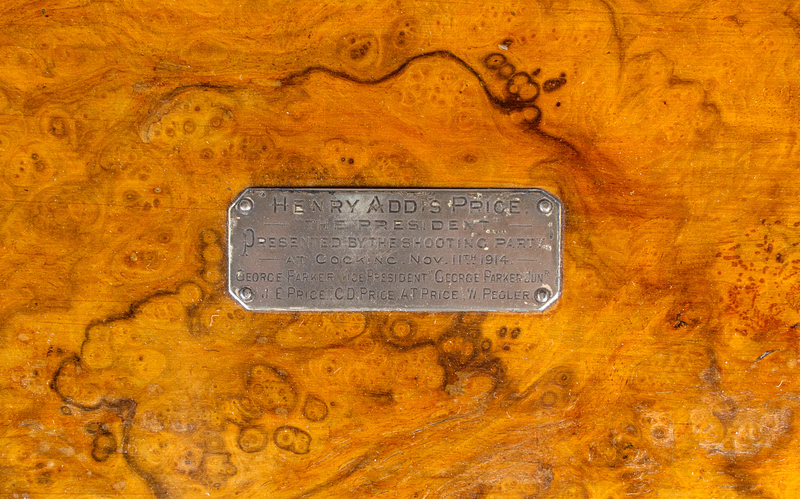 HENRY ADDIS PRICE.
THE PRESIDENT
PRESENTED BY THE SHOOTING PARTY
AT COCKING. NOV. 11TH 1914.
GEORGE PARKER VICE PRESIDENT GEORGE PARKER JUNR
W. E. PRICE. C. D. PRICE A. T. PRICE. W PEGLER